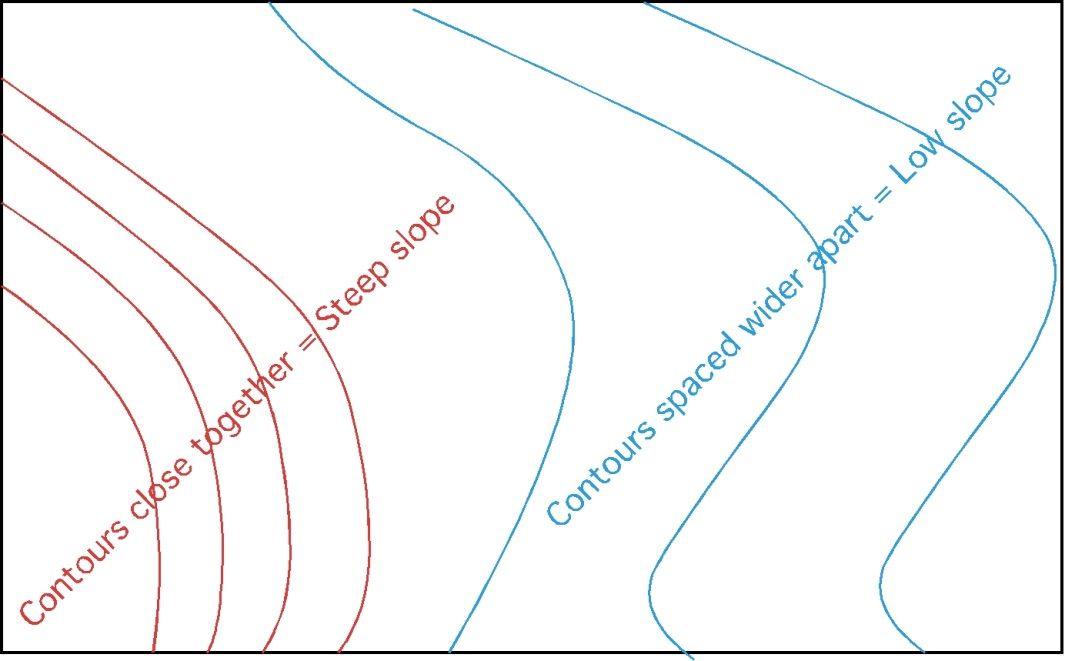 Contours close together = Steep slope
Contours spaced wider apart = Low slope